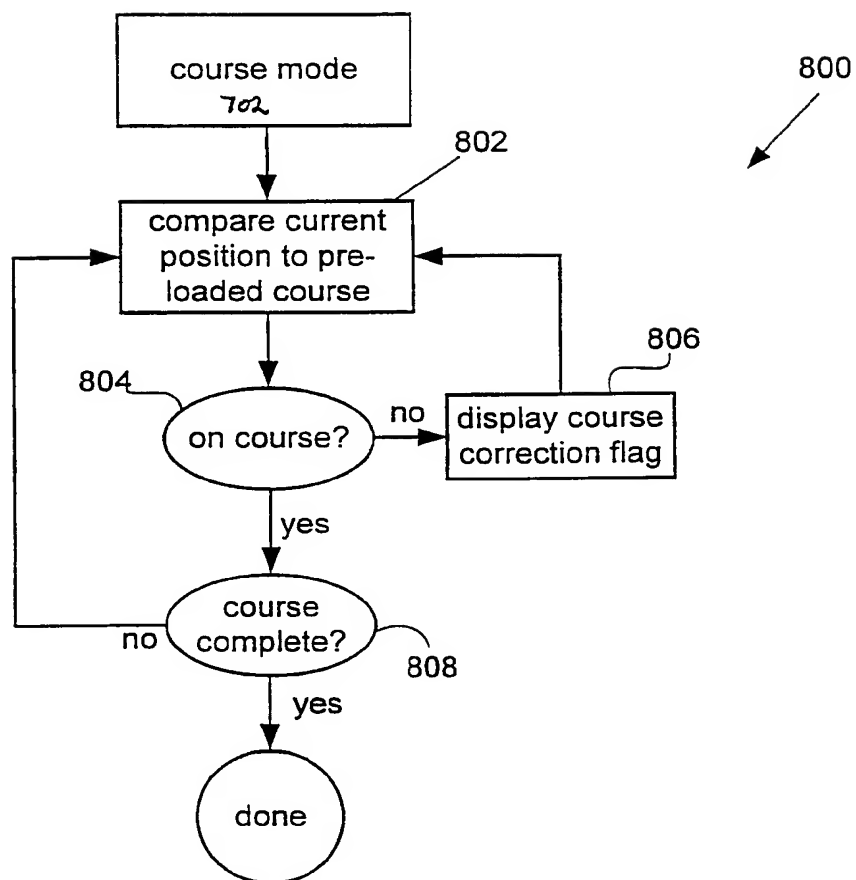 course mode
702
800
802
compare current
position to pre-
loaded course
804
on course?
no
806
display course
correction flag
yes
course
complete?
no
808
yes
done